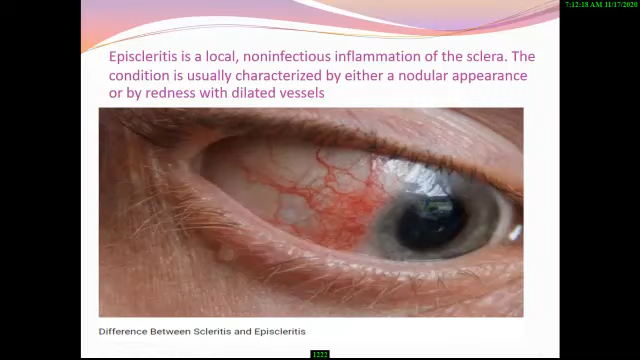 7:12:18 AM 11/17/2020
Episcleritis is a local, noninfectious inflammation of the sclera. The
condition is usually characterized by either a nodular appearance
or by redness with dilated vessels
Difference Between Scleritis and Episcleritis
1222